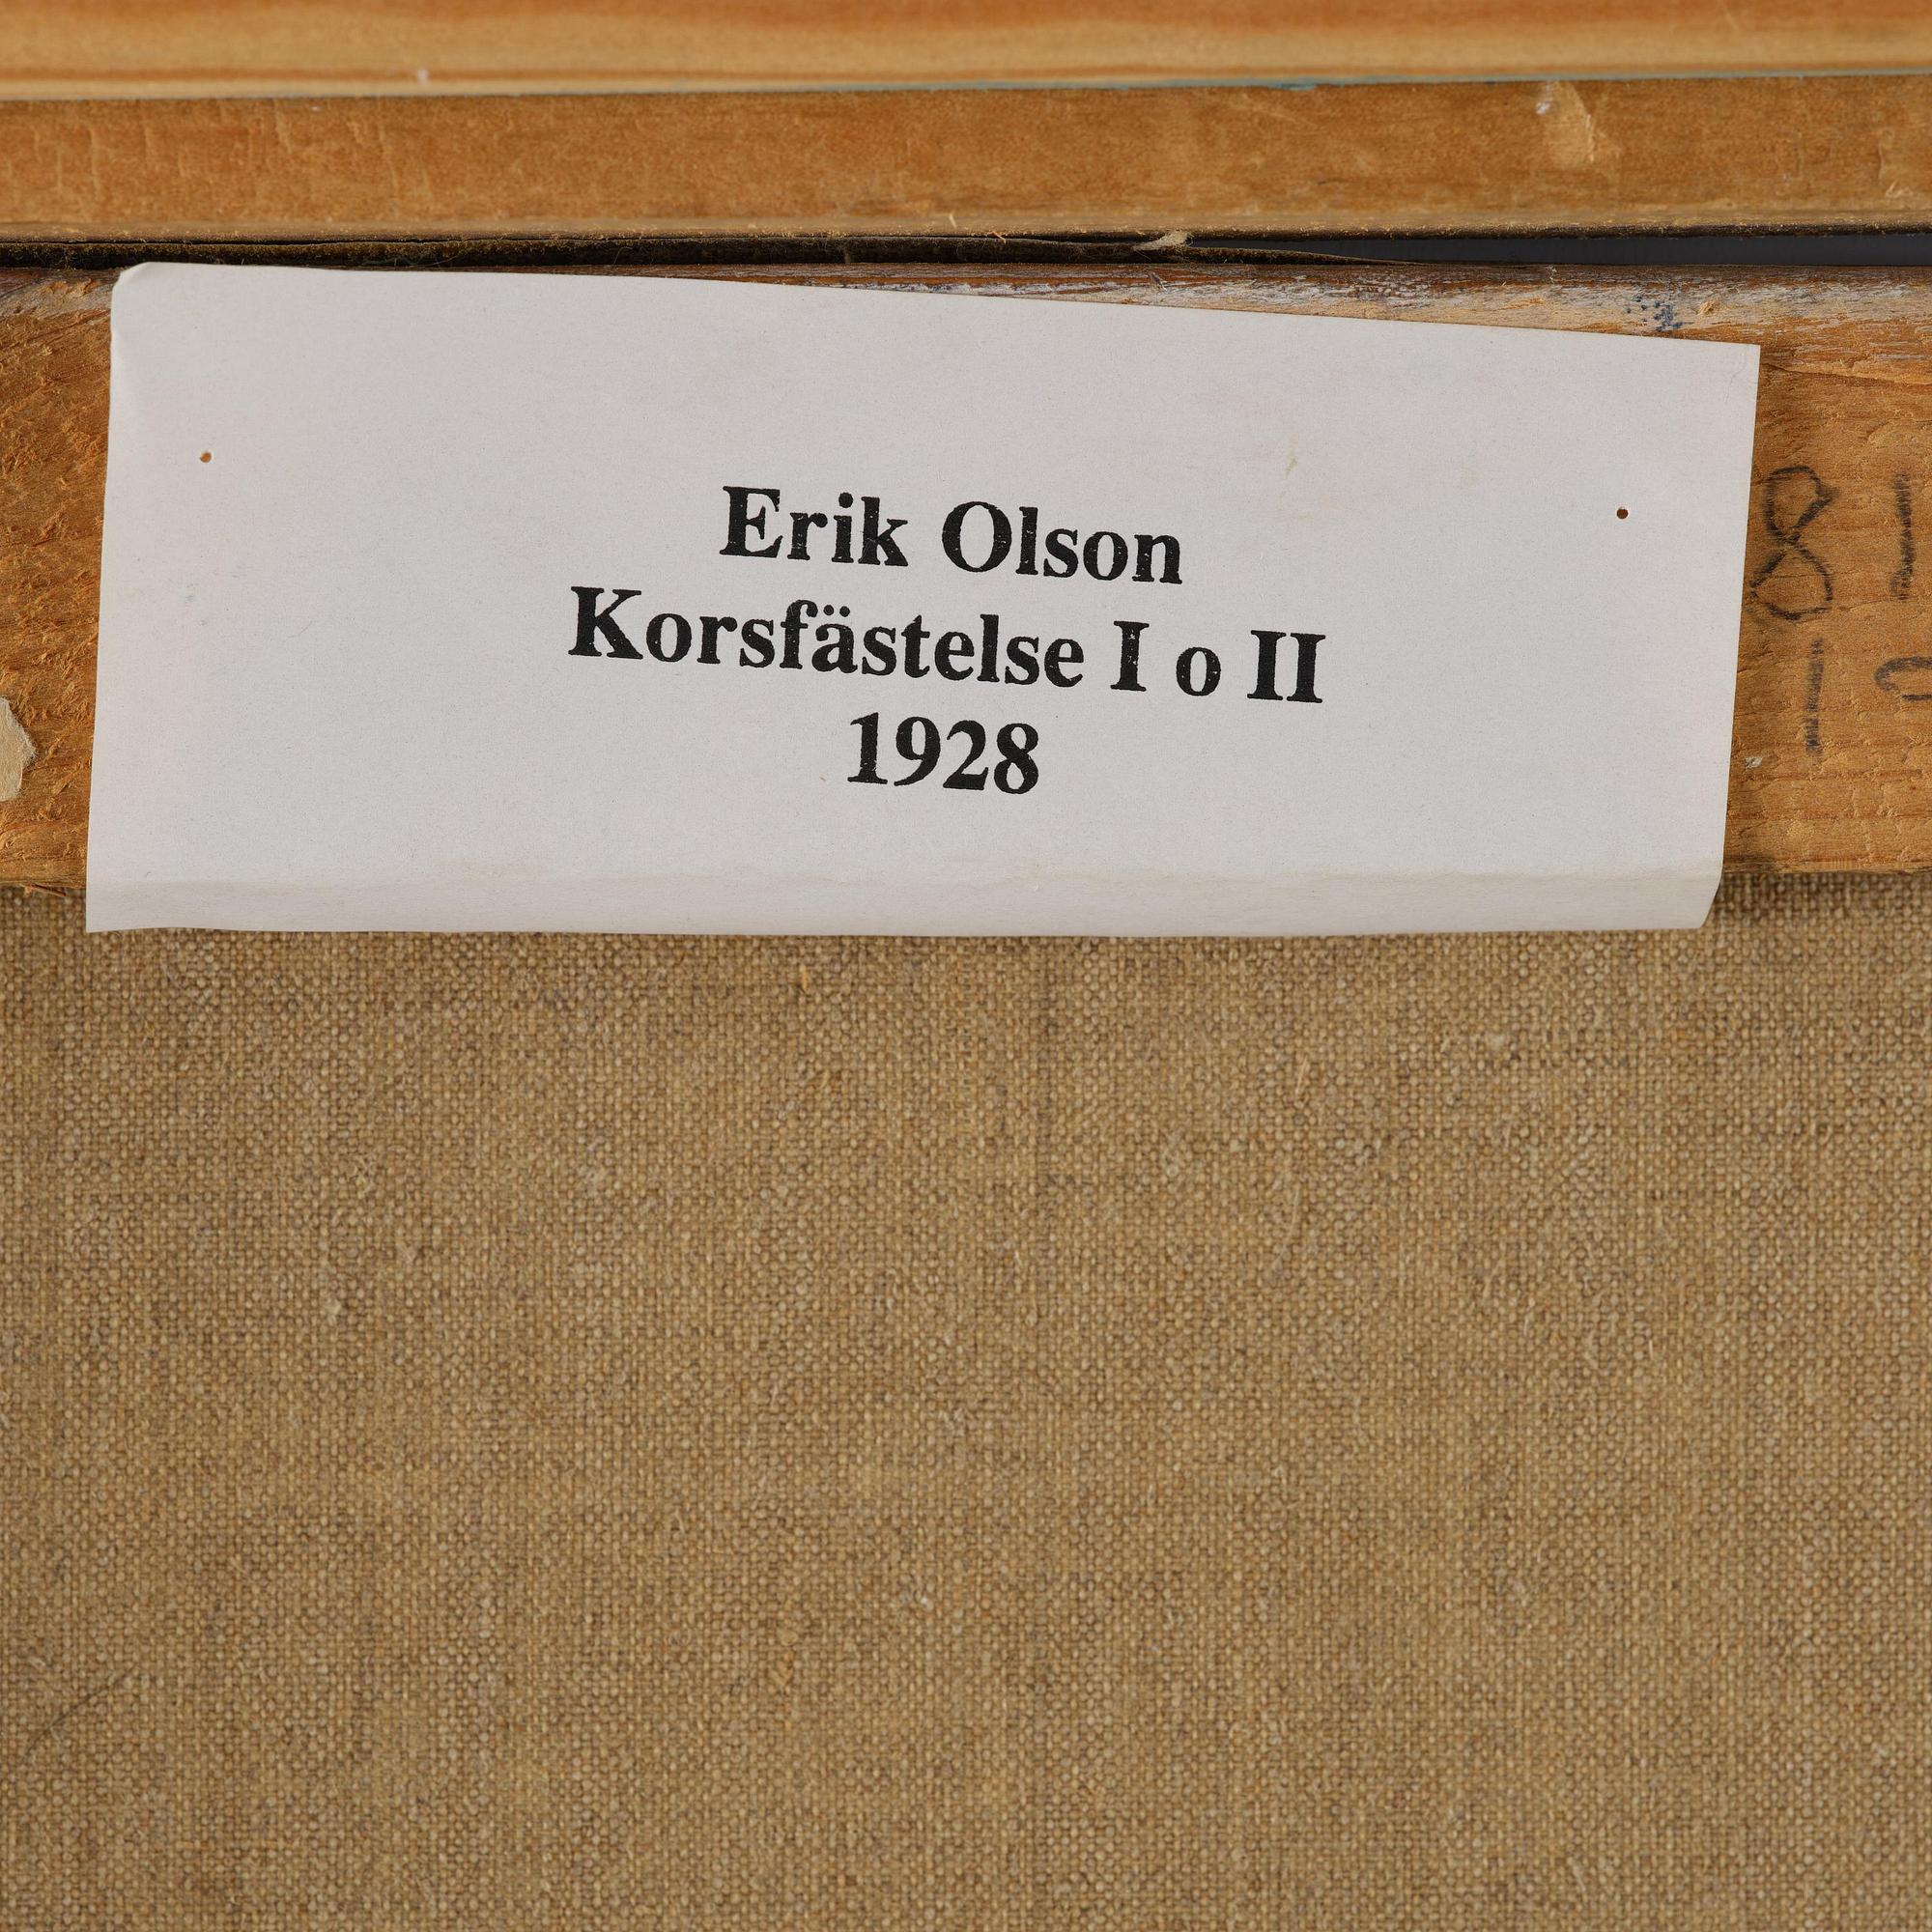 Erik Olson
Korsfästelse I o II
1928